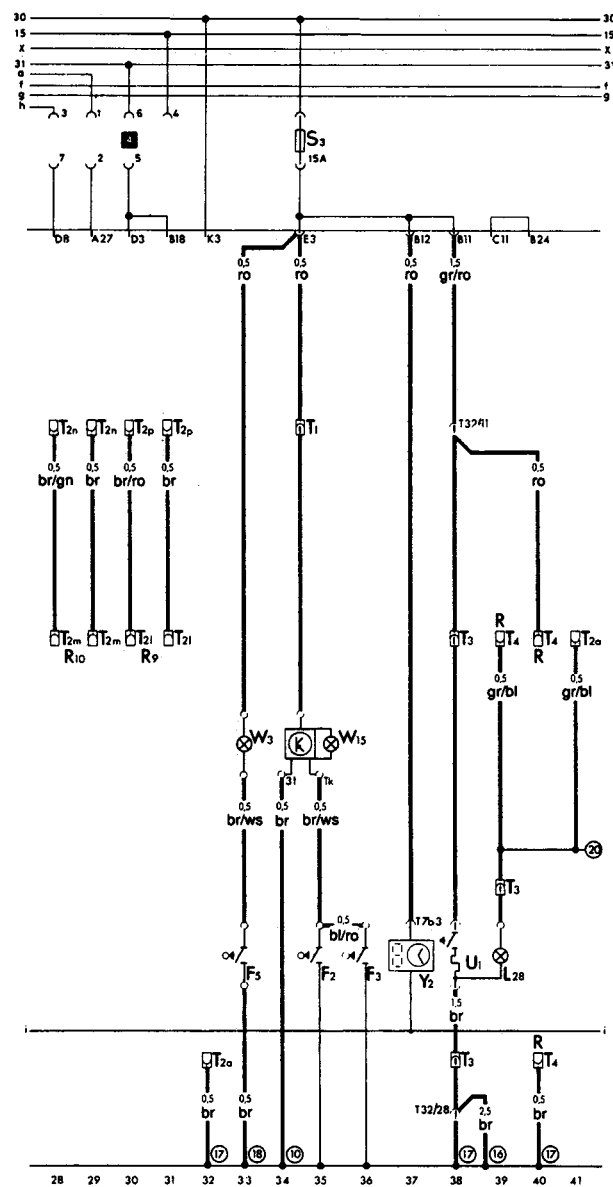 30 30
15 15
X X
31 31
a
f f
g g
h
3 1 6 4
S3
15A
7 2 5
D8 A27 D3 B18 K3 E3 B12 B11 C11 B24
0,5 0,5 0,5 1,5
ro ro ro gr/ro
T2n T2n T2p T2p T1 T32/11
0,5 0,5 0,5 0,5 0,5
br/gn br br/ro br ro
R
T2m T2m T2l T2l T3 T4 T4 T2a
R10 R9 R
0,5 0,5
gr/bl gr/bl
W3 K W15
31 Tk
0,5 0,5 0,5
br/ws br br/ws
20
T3
0,5
bl/ro
T7b3
F5 F2 F3 Y2 U1 L28
1,5
br
i i
R
T2a T3 T4
T32/28
0,5 0,5 2,5 0,5
br br br br
17 18 10 17 16 17
28 29 30 31 32 33 34 35 36 37 38 39 40 41